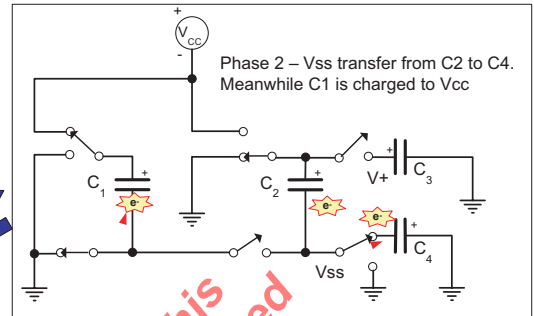 +
VCC
-
Phase 2 – Vss transfer from C2 to C4.
Meanwhile C1 is charged to Vcc
+
C1
e-
+
C2
e-
+
V+
C3
e-
+
C4
Vss
this